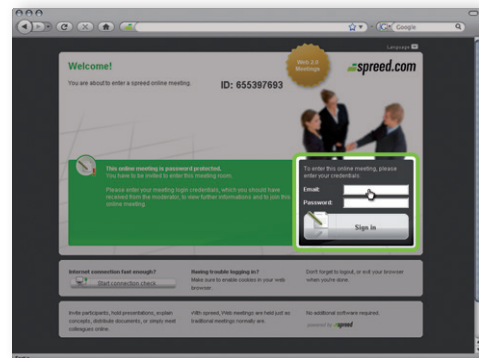 Google
Language
Welcome!
You are about to enter a spreed online meeting.
ID: 655397693
Web 2.0
Meetings
spreed.com
This online meeting is password protected.
You have to be invited to enter this meeting room.
Please enter your meeting login credentials, which you should have
received from the moderator, to view further informations and to join this
online meeting.
To enter this online meeting, please
enter your credentials:
Email:
Password:
Sign in
Internet connection fast enough?
Start connection check
Having trouble logging in?
Make sure to enable cookies in your web
browser.
Don't forget to logout, or exit your browser
when you're done.
Invite participants, hold presentations, explain
concepts, distribute documents, or simply meet
colleagues online.
With spreed, Web meetings are held just as
traditional meetings normally are.
No additional software required.
powered by spreed